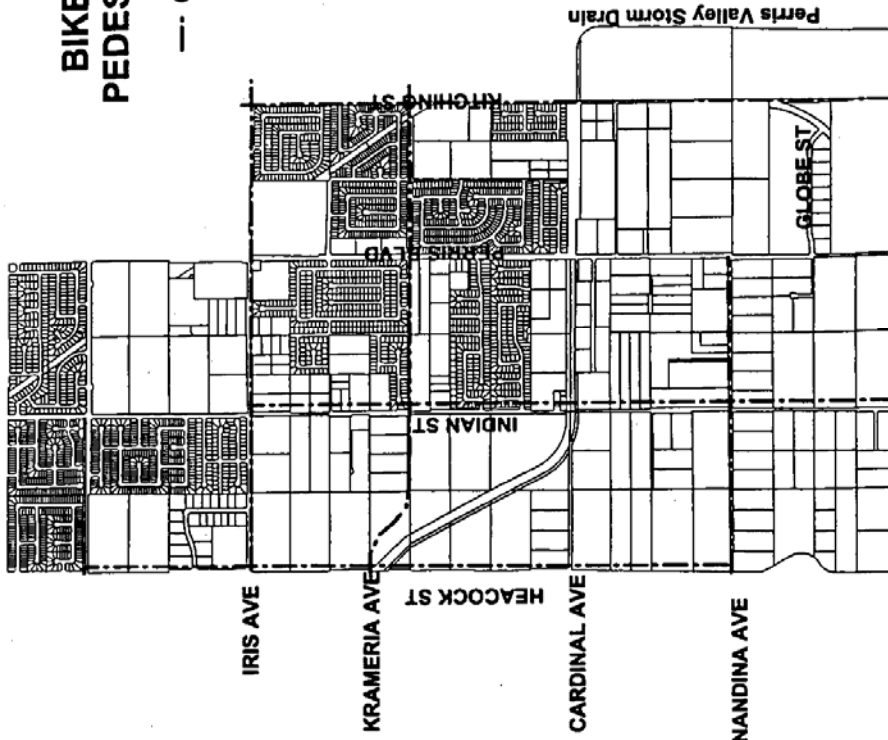 BIKE
PEDES
Perris Valley Storm Drain
KITCHING ST
GLOBE ST
PERRIS BLVD
INDIAN ST
HEACOCK ST
IRIS AVE
KRAMERIA AVE
CARDINAL AVE
NANDINA AVE